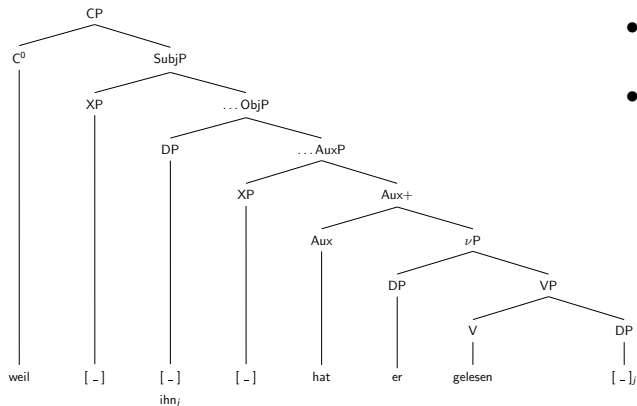 CP
C⁰ SubjP
XP …ObjP
DP …AuxP
XP Aux+
Aux νP
DP VP
V DP
weil [ _ ] [ _ ] [ _ ] hat er gelesen [ _ ]ⱼ
ihnᵢ